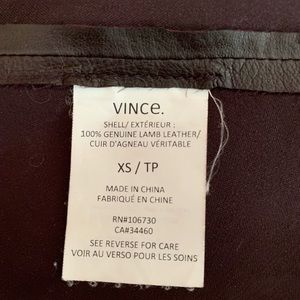 VINCE.
SHELL/ EXTÉRIEUR :
100% GENUINE LAMB LEATHER/
CUIR D'AGNEAU VÉRITABLE
XS / TP
MADE IN CHINA
FABRIQUÉ EN CHINE
RN#106730
CA#34460
SEE REVERSE FOR CARE
VOIR AU VERSO POUR LES SOINS